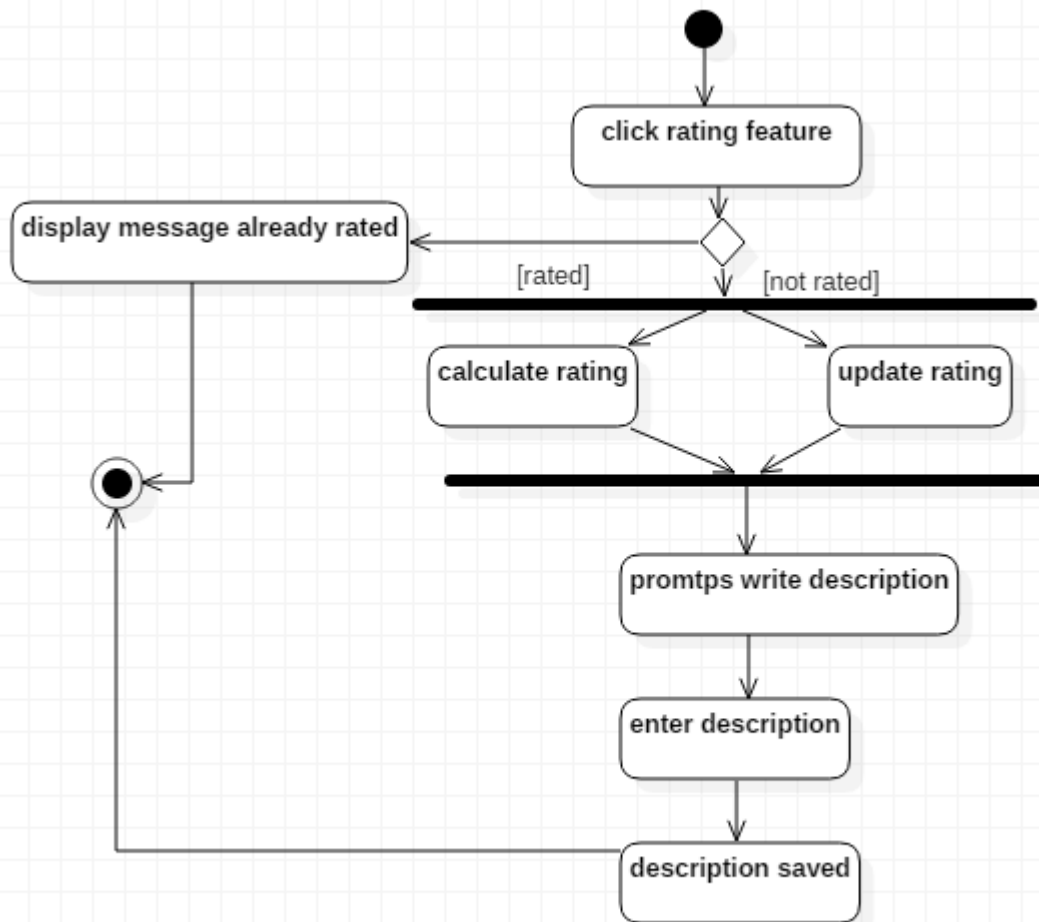 click rating feature
display message already rated
[rated]
[not rated]
calculate rating
update rating
promtps write description
enter description
description saved